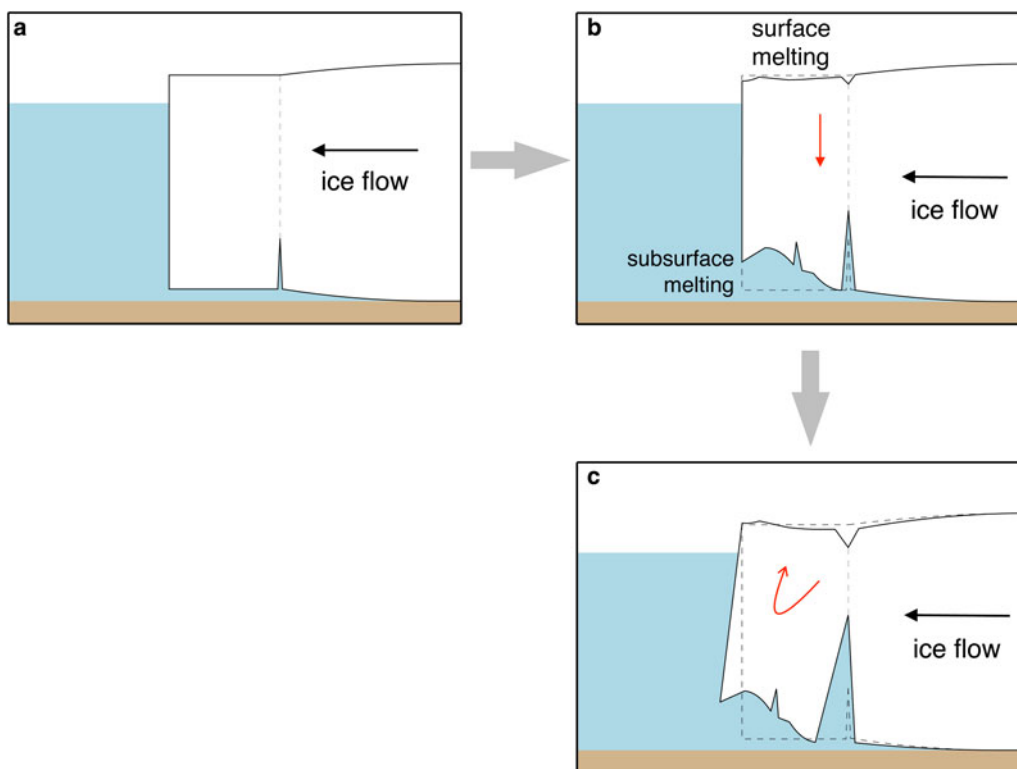 a
ice flow
b
surface
melting
ice flow
subsurface
melting
c
ice flow